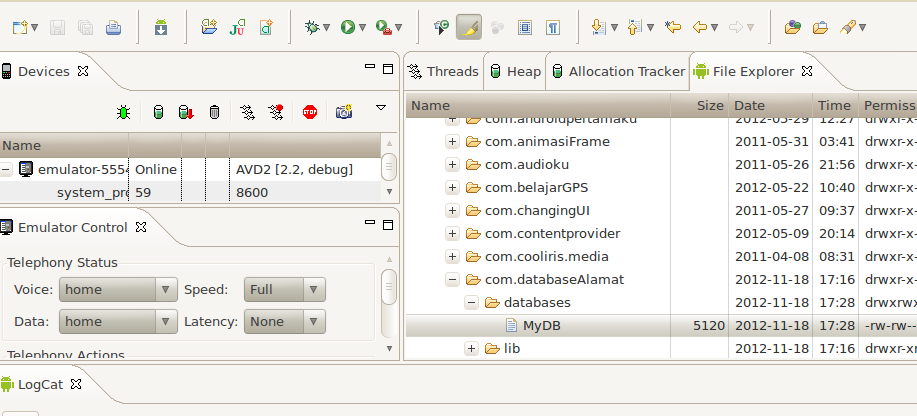 Devices
Name
emulator-5554 Online AVD2 [2.2, debug]
system_pre 59 8600
Emulator Control
Telephony Status
Voice: home Speed: Full
Data: home Latency: None
Telephony Actions
Threads Heap Allocation Tracker File Explorer
Name Size Date Time Permiss
com.androidpertamaku 2012-05-29 12:27 drwxr-x-
com.animasiFrame 2011-05-31 03:41 drwxr-x-
com.audioku 2011-05-26 21:56 drwxr-x-
com.belajarGPS 2012-05-22 10:40 drwxr-x-
com.changingUI 2011-05-27 09:37 drwxr-x-
com.contentprovider 2012-05-09 20:14 drwxr-x-
com.cooliris.media 2011-04-08 08:31 drwxr-x-
com.databaseAlamat 2012-11-18 17:16 drwxr-x-
databases 2012-11-18 17:28 drwxrwx
MyDB 5120 2012-11-18 17:28 -rw-rw--
lib 2012-11-18 17:16 drwxr-xr
LogCat